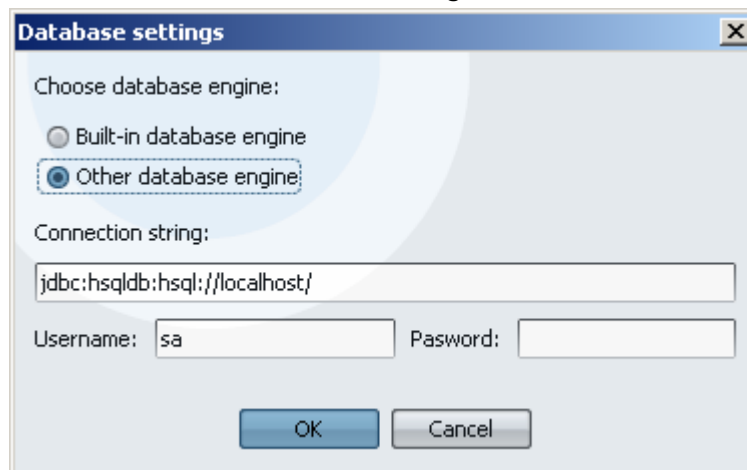 Database settings
Choose database engine:
Built-in database engine
Other database engine
Connection string:
jdbc:hsqldb:hsql://localhost/
Username: sa Pasword:
OK Cancel